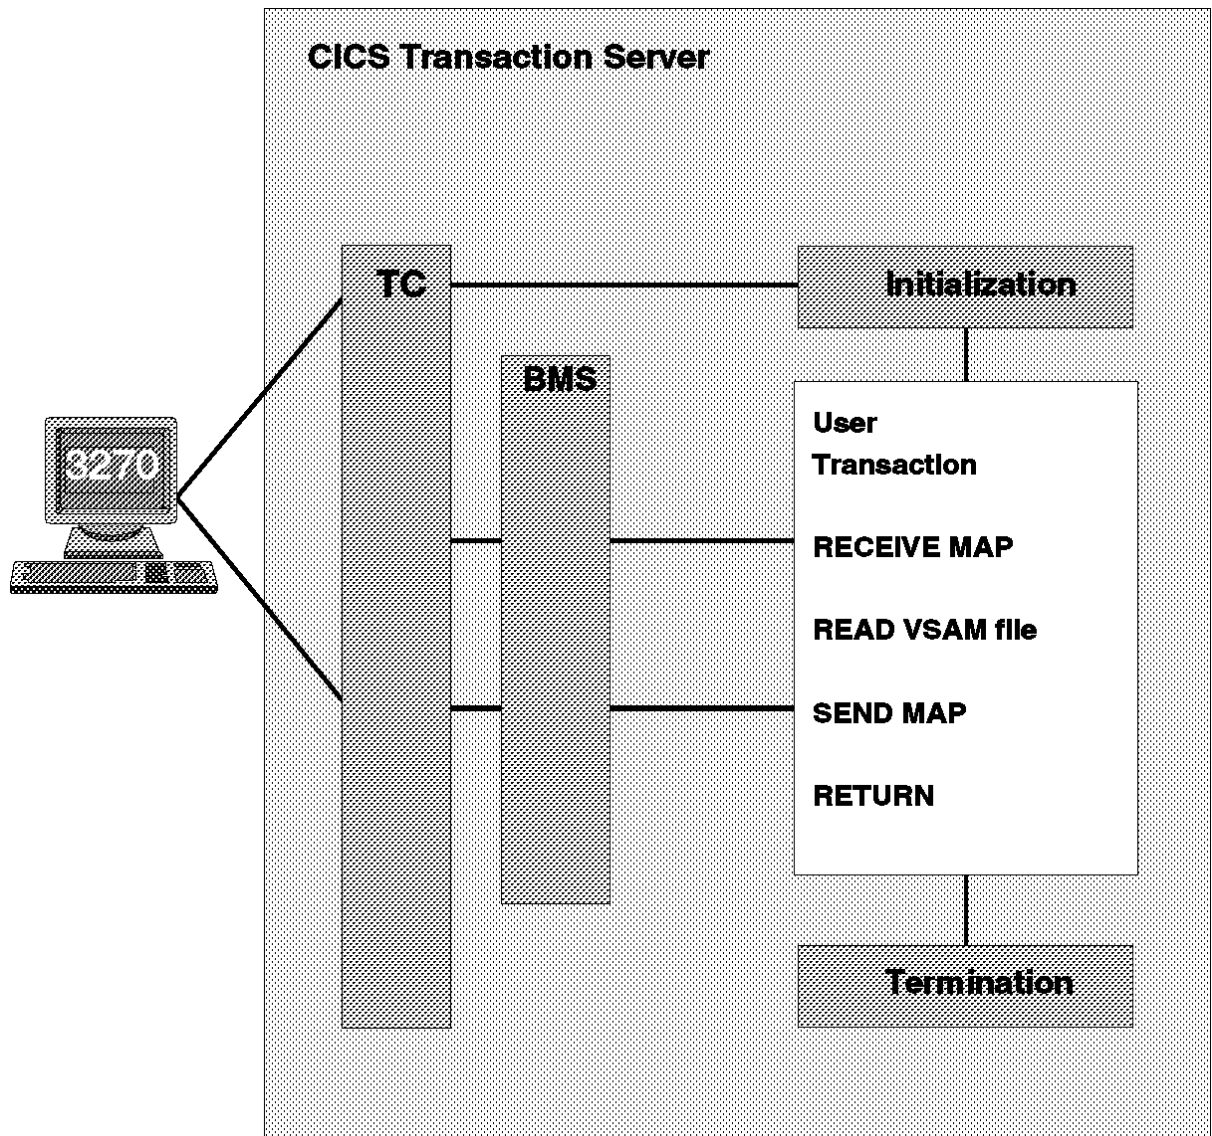 CICS Transaction Server
TC
Initialization
BMS
3270
User
Transaction
RECEIVE MAP
READ VSAM file
SEND MAP
RETURN
Termination